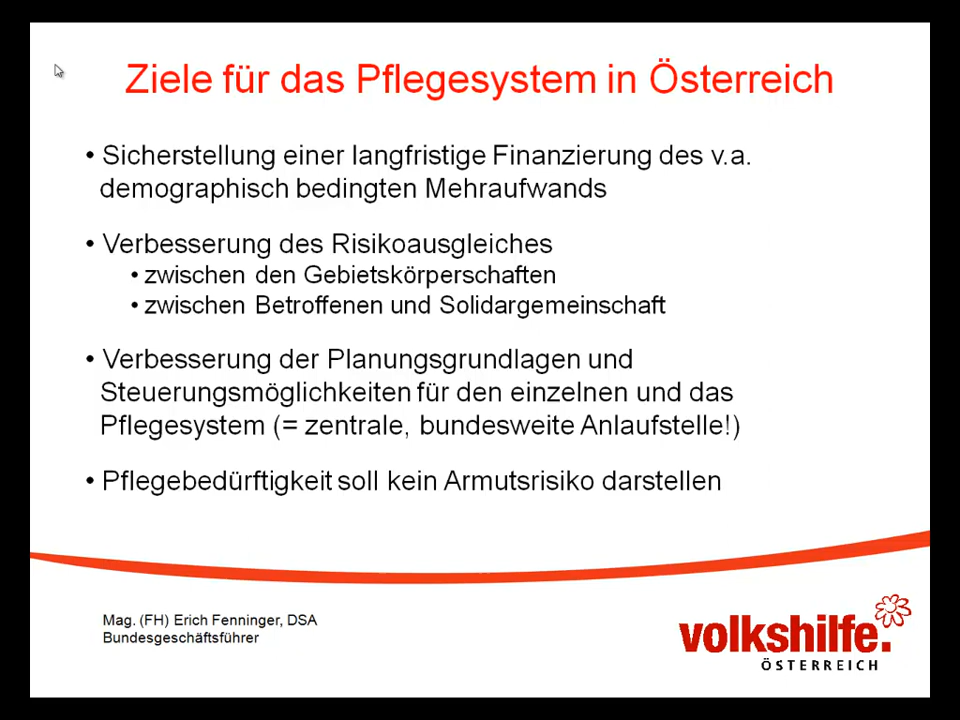 Ziele für das Pflegesystem in Österreich
• Sicherstellung einer langfristige Finanzierung des v.a.
demographisch bedingten Mehraufwands
• Verbesserung des Risikoausgleiches
• zwischen den Gebietskörperschaften
• zwischen Betroffenen und Solidargemeinschaft
• Verbesserung der Planungsgrundlagen und
Steuerungsmöglichkeiten für den einzelnen und das
Pflegesystem (= zentrale, bundesweite Anlaufstelle!)
• Pflegebedürftigkeit soll kein Armutsrisiko darstellen
Mag. (FH) Erich Fenninger, DSA
Bundesgeschäftsführer
volkshilfe.
ÖSTERREICH